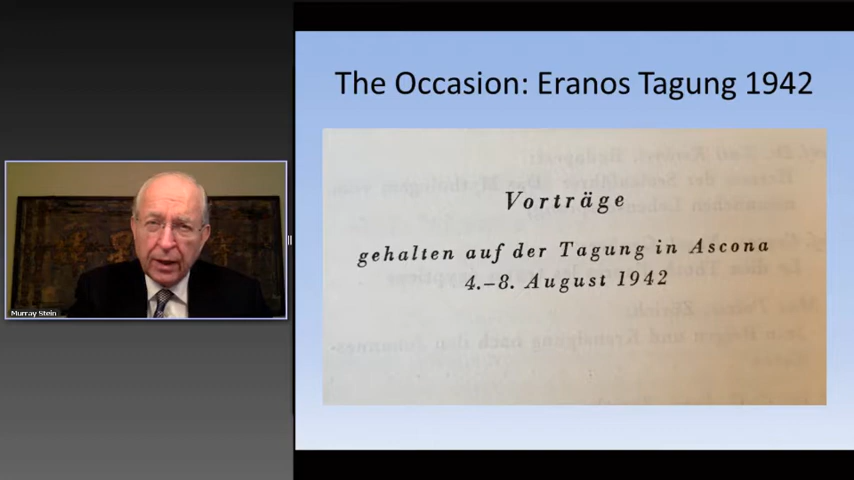 The Occasion: Eranos Tagung 1942
Vorträge
gehalten auf der Tagung in Ascona
4.–8. August 1942
Murray Stein